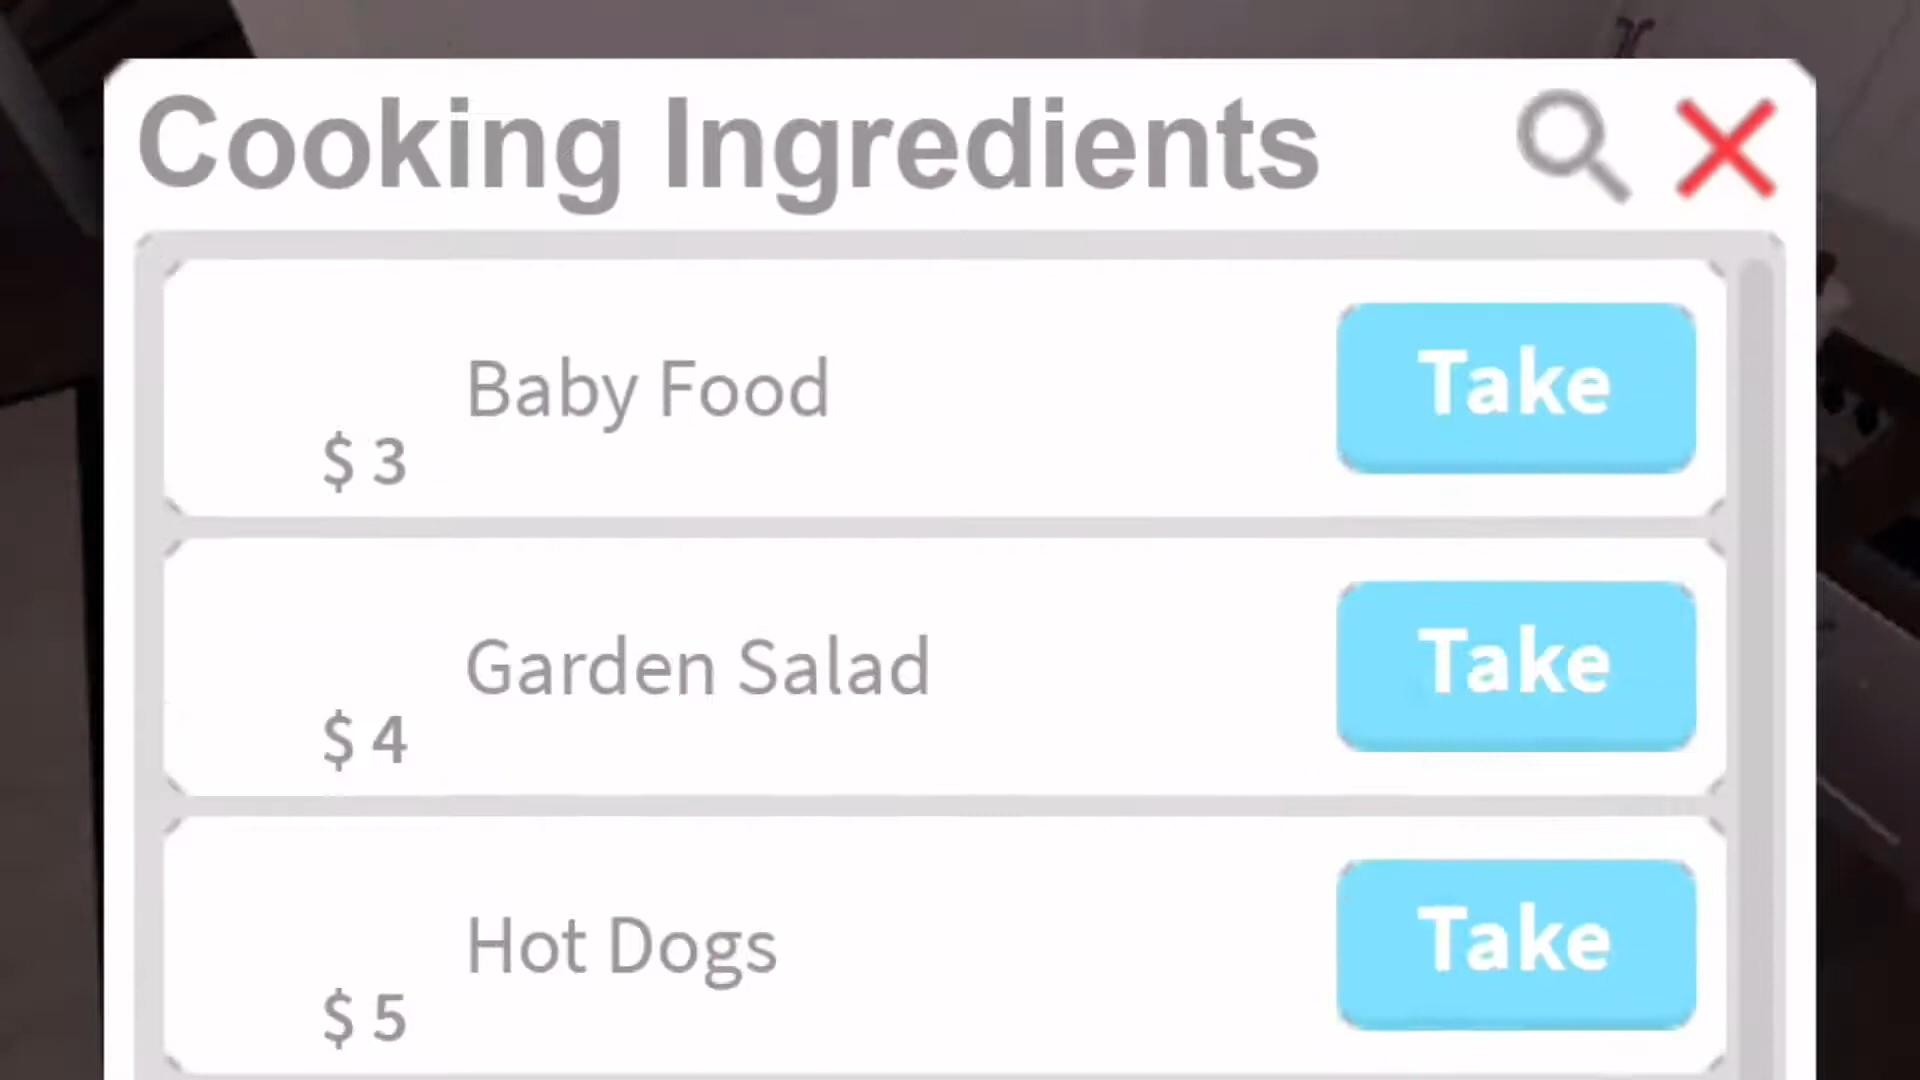 Cooking Ingredients
Baby Food
Take
$ 3
Garden Salad
Take
$ 4
Hot Dogs
Take
$ 5